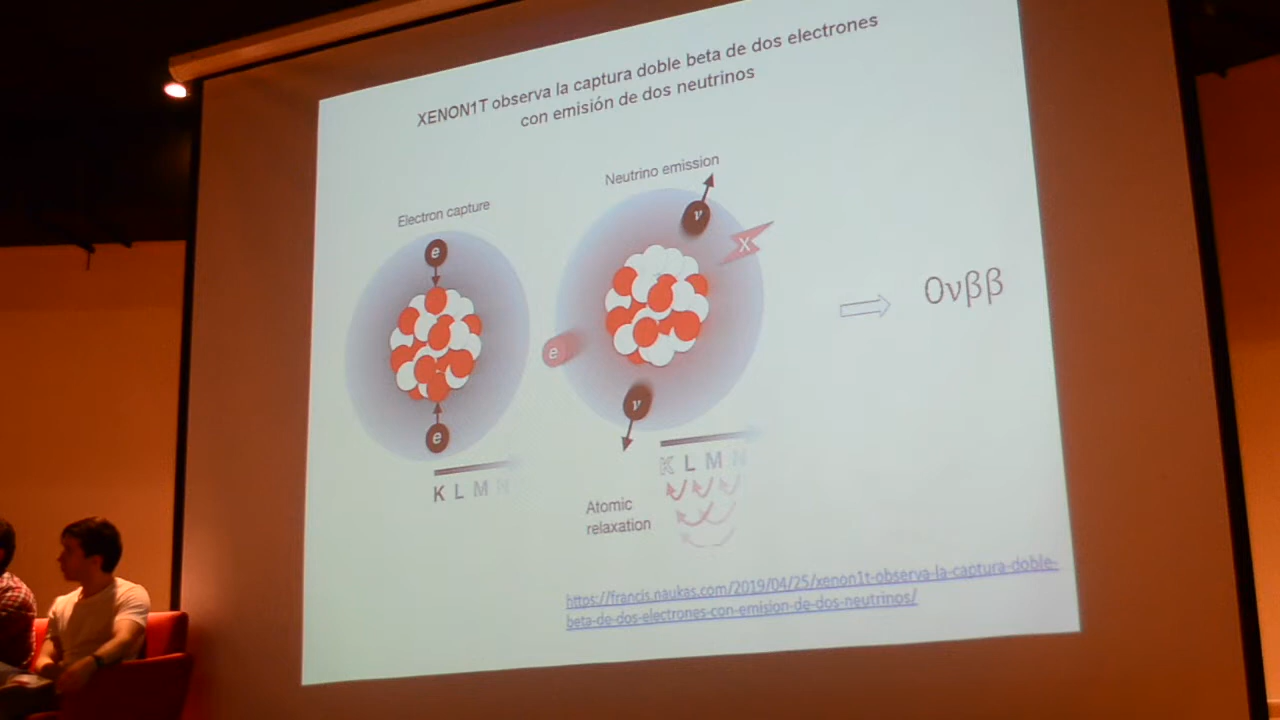 XENON1T observa la captura doble beta de dos electrones
con emisión de dos neutrinos
Electron capture
e
e
K L M N
Neutrino emission
ν
X
e
ν
K L M N
Atomic
relaxation
0νββ
https://francis.naukas.com/2019/04/25/xenon1t-observa-la-captura-doble-
beta-de-dos-electrones-con-emision-de-dos-neutrinos/